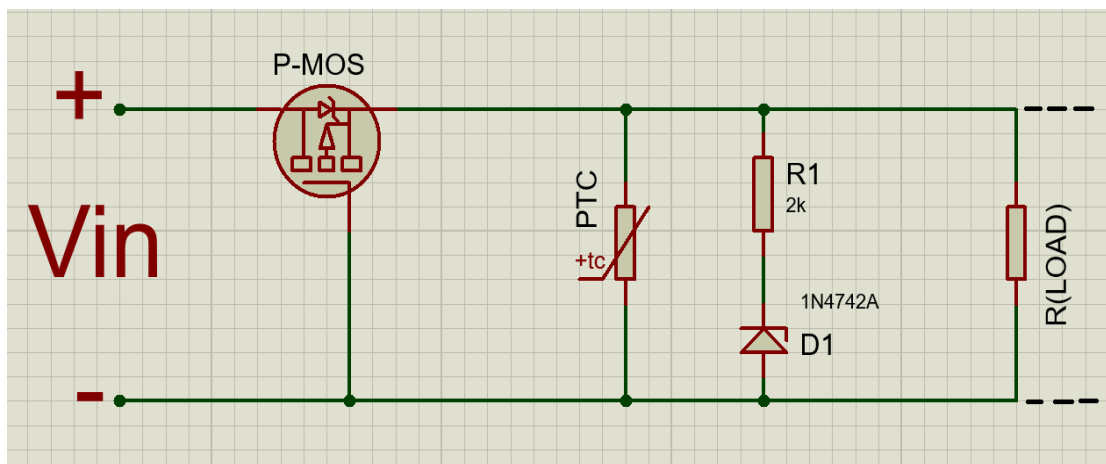 P-MOS
+
Vin
-
PTC
+tc
R1
2k
1N4742A
D1
R(LOAD)